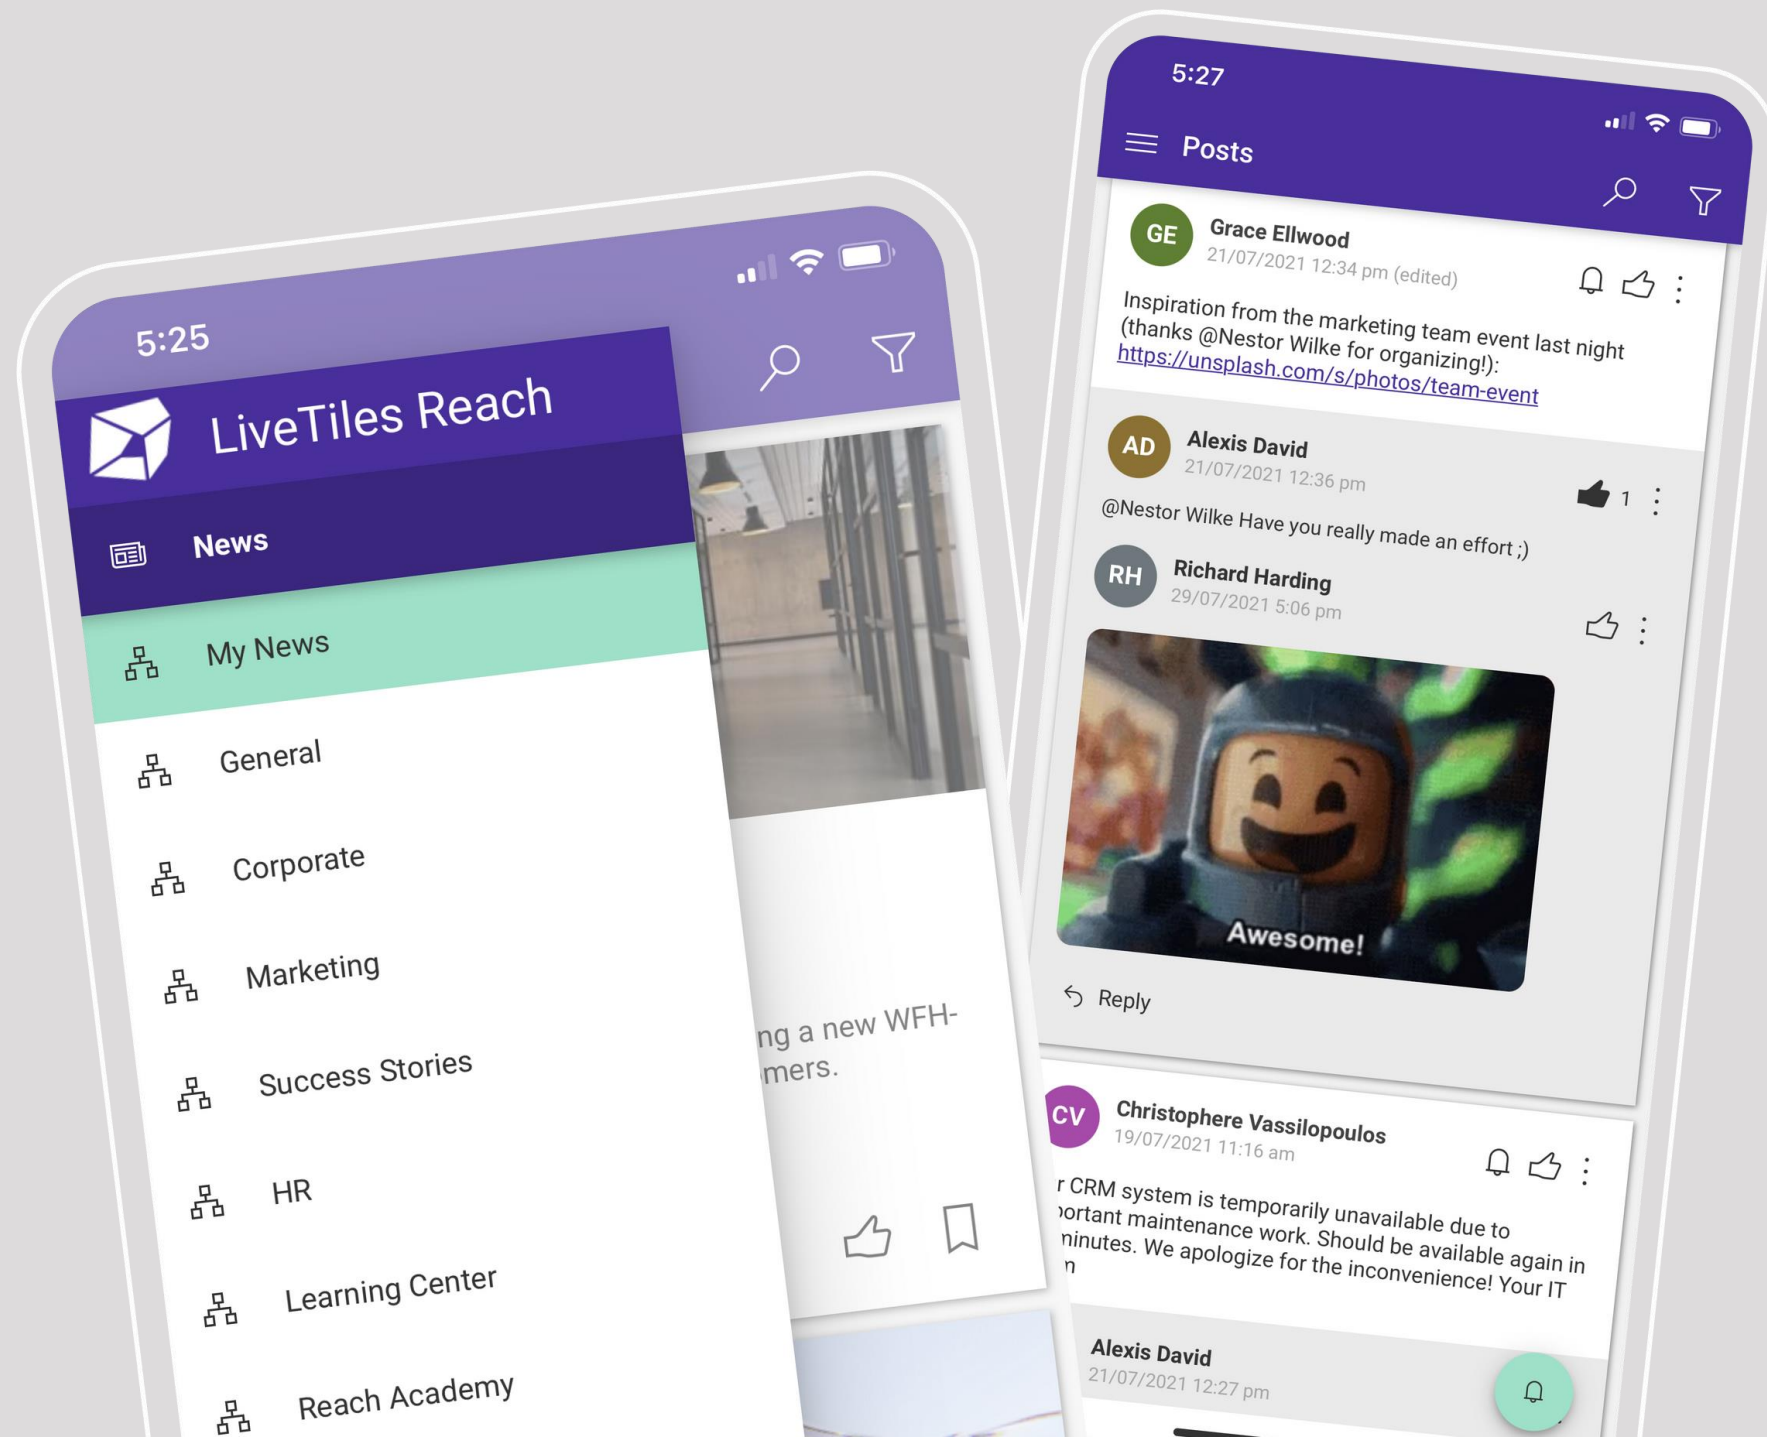 5:25
LiveTiles Reach
News
My News
General
Corporate
Marketing
Success Stories
HR
Learning Center
Reach Academy
ng a new WFH-
mers.
5:27
Posts
GE
Grace Ellwood
21/07/2021 12:34 pm (edited)
Inspiration from the marketing team event last night
(thanks @Nestor Wilke for organizing!):
https://unsplash.com/s/photos/team-event
AD
Alexis David
21/07/2021 12:36 pm
1
@Nestor Wilke Have you really made an effort ;)
RH
Richard Harding
29/07/2021 5:06 pm
Awesome!
Reply
CV
Christophere Vassilopoulos
19/07/2021 11:16 am
r CRM system is temporarily unavailable due to
portant maintenance work. Should be available again in
minutes. We apologize for the inconvenience! Your IT
m
Alexis David
21/07/2021 12:27 pm